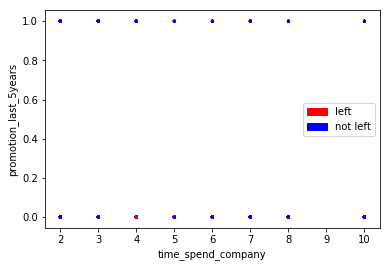 1.0
0.8
0.6
0.4
0.2
0.0
promotion_last_5years
left
not left
2 3 4 5 6 7 8 9 10
time_spend_company